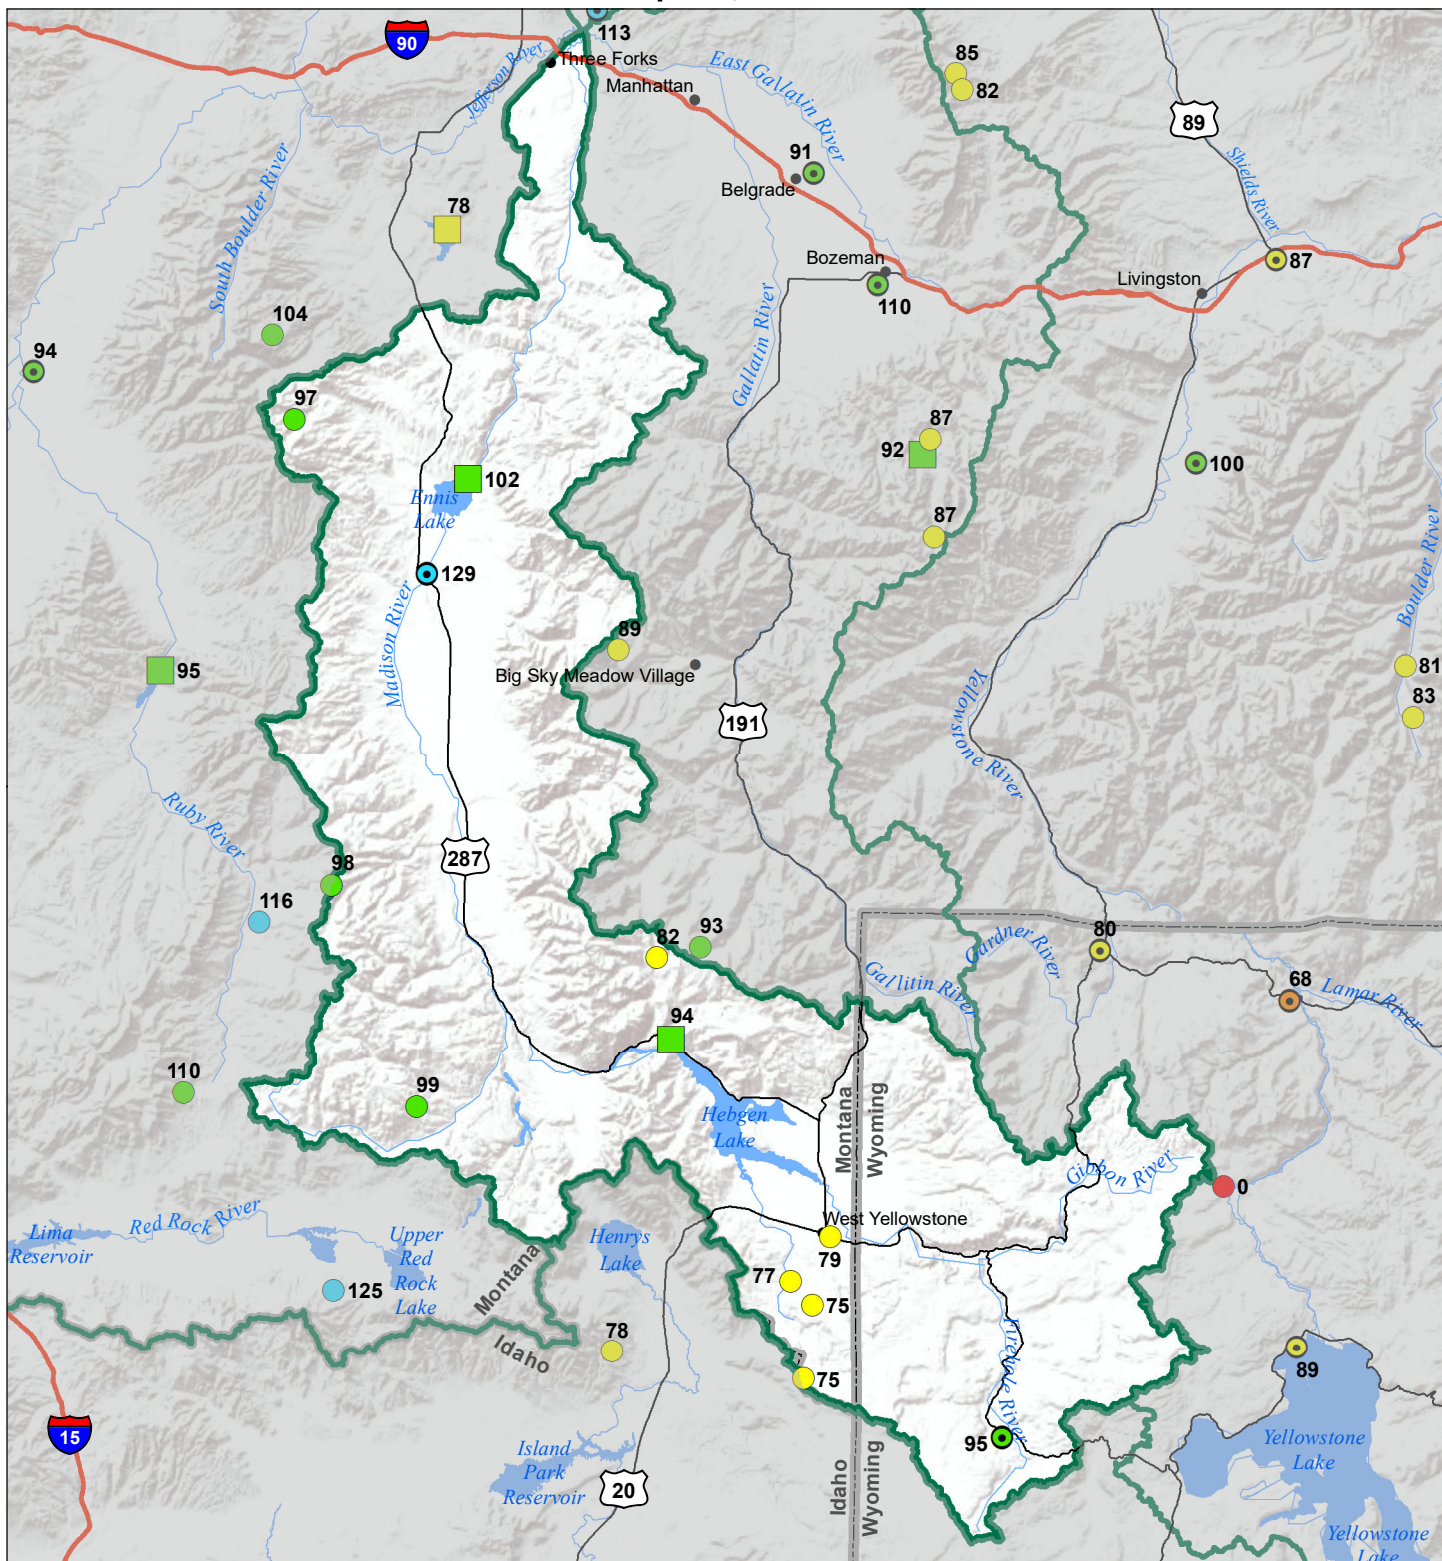 113
90
Three Forks
Jefferson River
Manhattan
East Gallatin River
85
82
89
Shields River
91
Belgrade
South Boulder River
78
Bozeman
110
Livingston
87
104
94
Gallatin River
97
87
92
102
100
Ennis
Lake
87
129
Boulder River
Madison River
89
Big Sky Meadow Village
95
81
83
191
Yellowstone River
Ruby River
287
98
116
82
93
Gallitin River
Gardner River
80
68
Lamar River
94
110
99
Hebgen
Lake
Montana
Wyoming
Gibbon River
0
Lima
Reservoir
Red Rock River
Upper
Red
Rock
Lake
Henrys
Lake
West Yellowstone
79
77
75
125
Montana
Idaho
78
75
Firehole River
89
15
95
Island
Park
Reservoir
20
Idaho
Wyoming
Yellowstone
Lake
Yellowstone
Lake